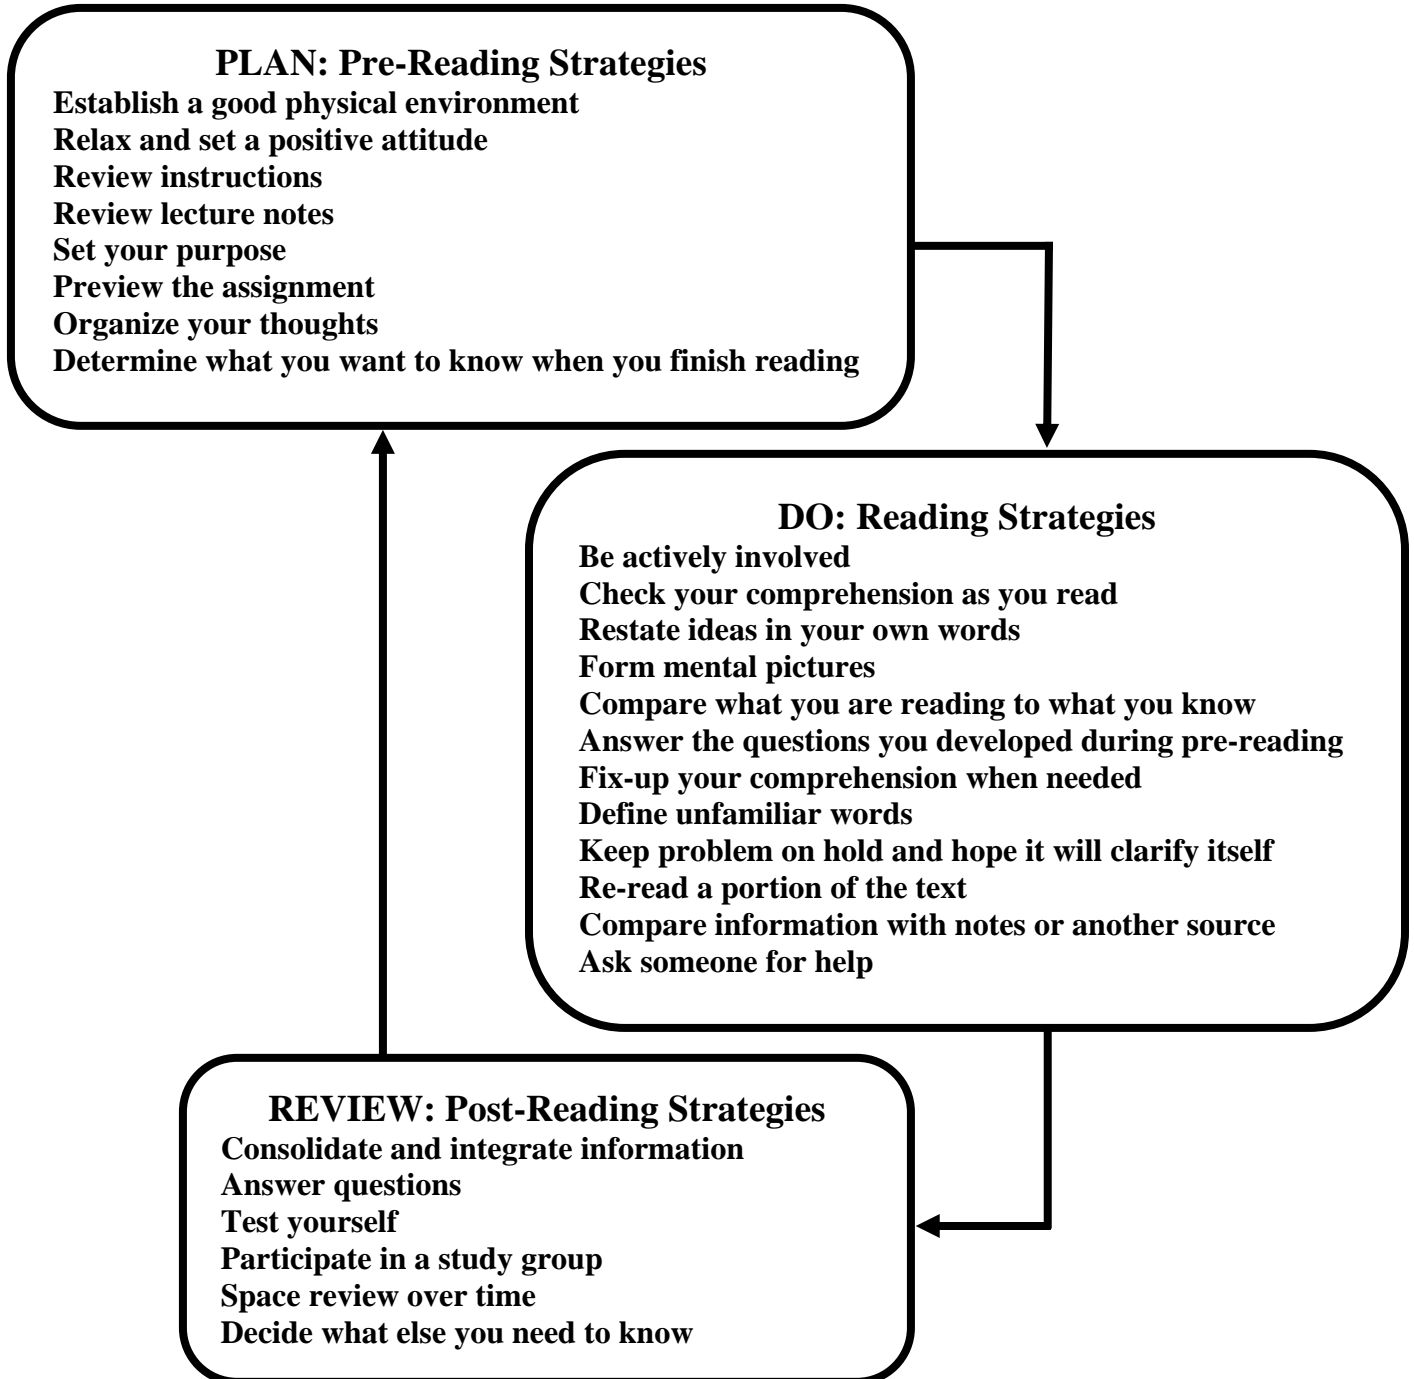 PLAN: Pre-Reading Strategies
Establish a good physical environment
Relax and set a positive attitude
Review instructions
Review lecture notes
Set your purpose
Preview the assignment
Organize your thoughts
Determine what you want to know when you finish reading
DO: Reading Strategies
Be actively involved
Check your comprehension as you read
Restate ideas in your own words
Form mental pictures
Compare what you are reading to what you know
Answer the questions you developed during pre-reading
Fix-up your comprehension when needed
Define unfamiliar words
Keep problem on hold and hope it will clarify itself
Re-read a portion of the text
Compare information with notes or another source
Ask someone for help
REVIEW: Post-Reading Strategies
Consolidate and integrate information
Answer questions
Test yourself
Participate in a study group
Space review over time
Decide what else you need to know